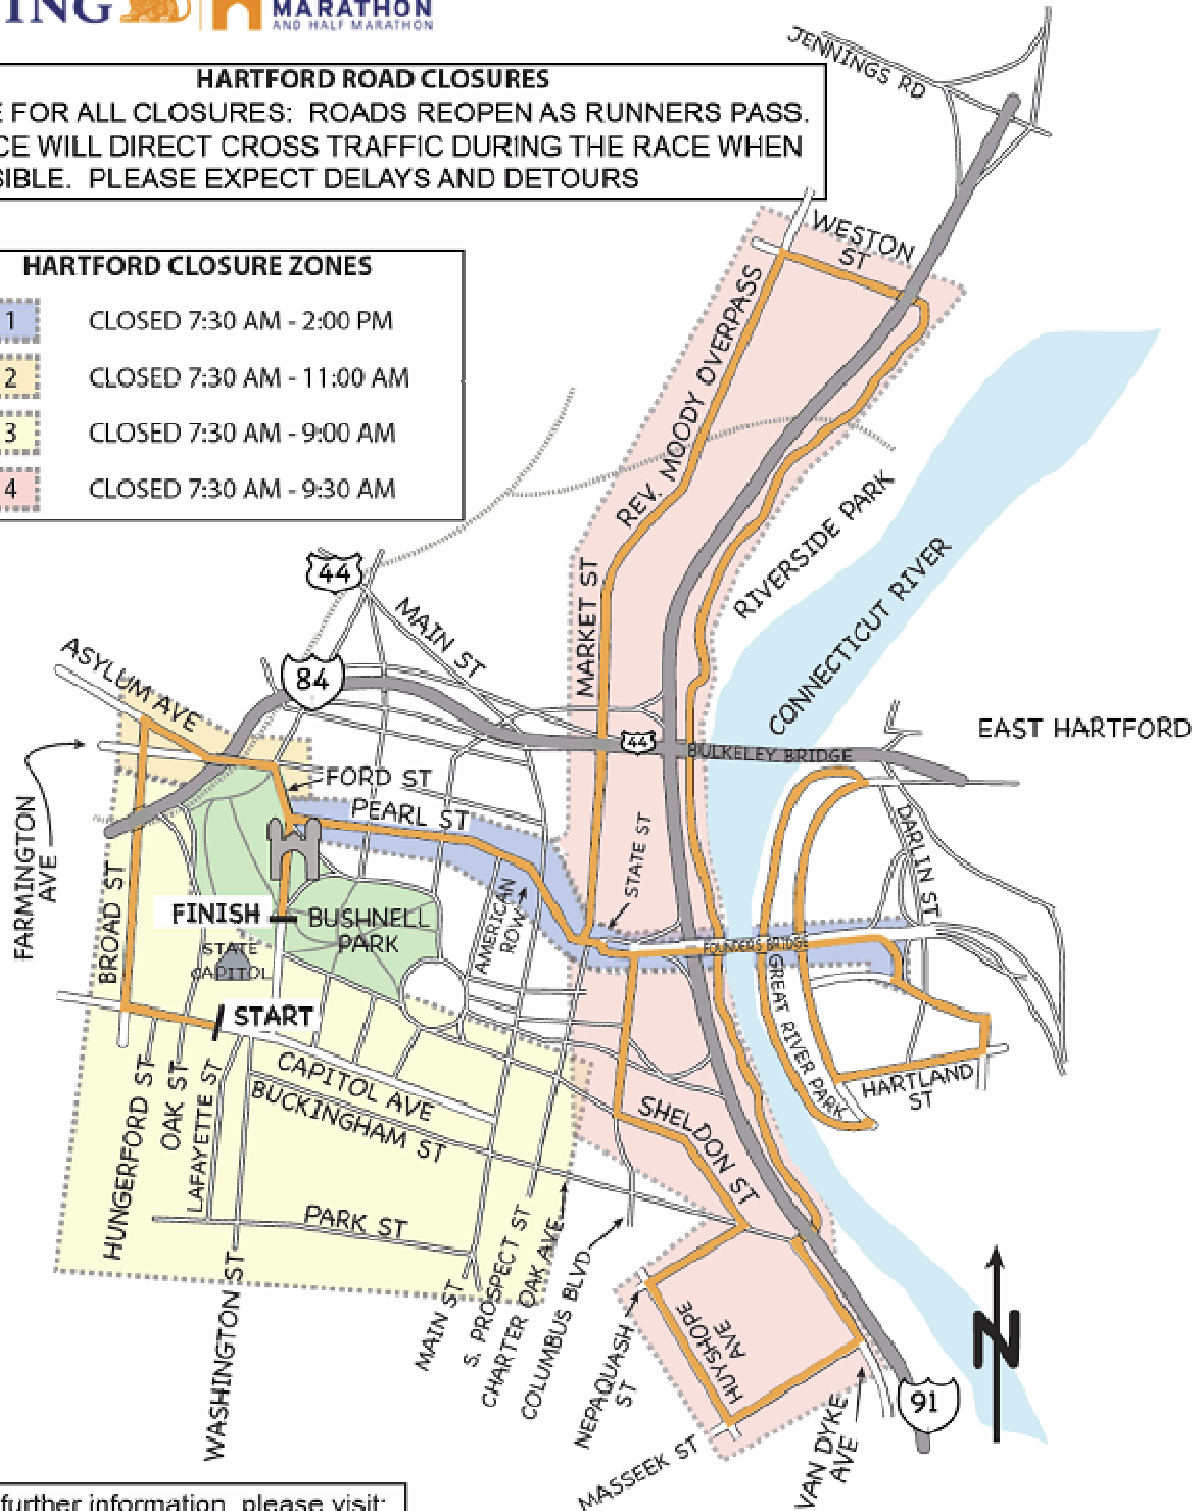 ING
MARATHON
AND HALF MARATHON
HARTFORD ROAD CLOSURES
E FOR ALL CLOSURES: ROADS REOPEN AS RUNNERS PASS.
CE WILL DIRECT CROSS TRAFFIC DURING THE RACE WHEN
SIBLE. PLEASE EXPECT DELAYS AND DETOURS
HARTFORD CLOSURE ZONES
1 CLOSED 7:30 AM - 2:00 PM
2 CLOSED 7:30 AM - 11:00 AM
3 CLOSED 7:30 AM - 9:00 AM
4 CLOSED 7:30 AM - 9:30 AM
JENNINGS RD
WESTON
ST
REV. MOODY OVERPASS
RIVERSIDE PARK
CONNECTICUT RIVER
MARKET ST
44
MAIN ST
84
ASYLUM AVE
44
BULKELEY BRIDGE
EAST HARTFORD
FORD ST
PEARL ST
FARMINGTON
AVE
BROAD ST
STATE ST
DARLIN ST
FINISH
BUSHNELL
PARK
AMERICAN
ROW
STATE
CAPITOL
FOUNDERS BRIDGE
GREAT RIVER PARK
START
HARTLAND
ST
CAPITOL AVE
BUCKINGHAM ST
SHELDON ST
HUNGERFORD ST
OAK ST
LAFAYETTE ST
PARK ST
WASHINGTON ST
MAIN ST
S. PROSPECT ST
CHARTER OAK AVE
COLUMBUS BLVD
NEPAQUASH
ST
HUYSHOPE
AVE
MASSEEK ST
VAN DYKE
AVE
91
N
further information, please visit: